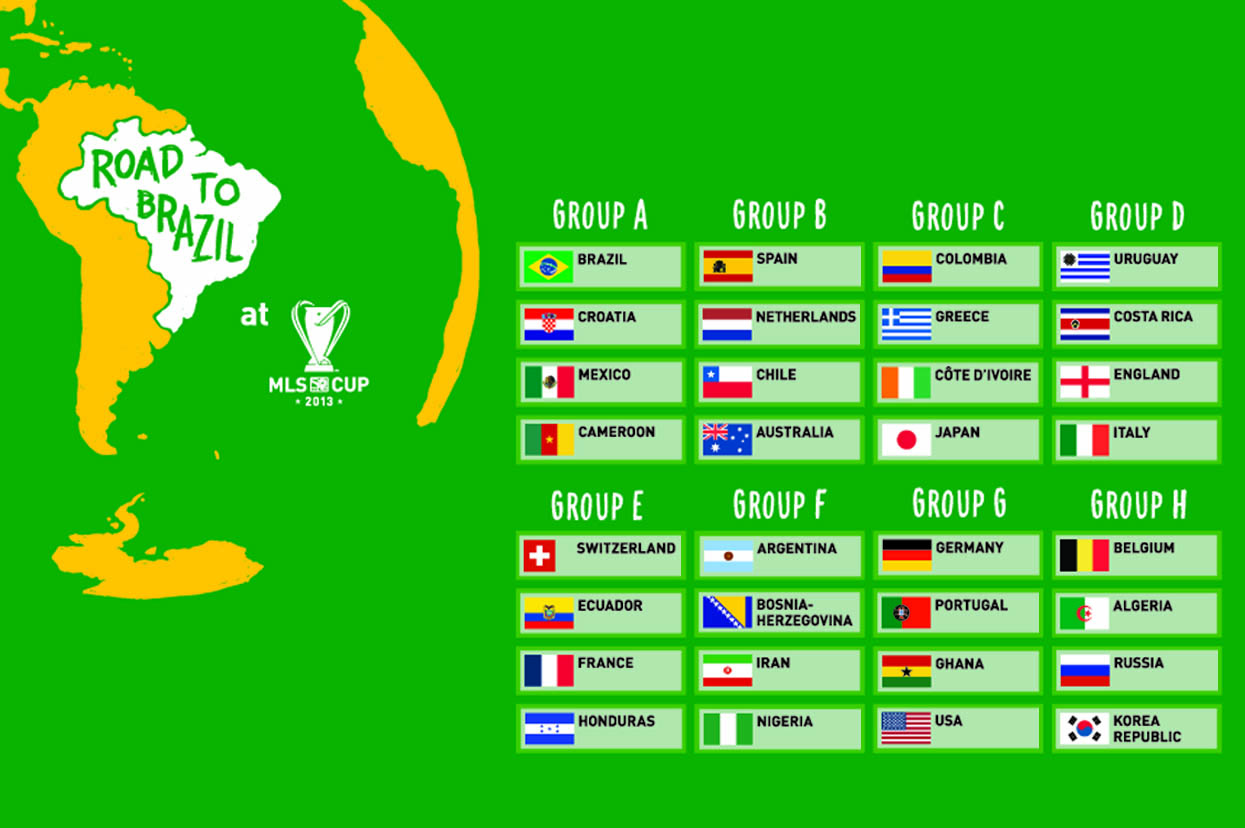 ROAD TO
BRAZIL
at
MLS CUP
★ 2013 ★
GROUP A
BRAZIL
CROATIA
MEXICO
CAMEROON
GROUP B
SPAIN
NETHERLANDS
CHILE
AUSTRALIA
GROUP C
COLOMBIA
GREECE
CÔTE D'IVOIRE
JAPAN
GROUP D
URUGUAY
COSTA RICA
ENGLAND
ITALY
GROUP E
SWITZERLAND
ECUADOR
FRANCE
HONDURAS
GROUP F
ARGENTINA
BOSNIA-
HERZEGOVINA
IRAN
NIGERIA
GROUP G
GERMANY
PORTUGAL
GHANA
USA
GROUP H
BELGIUM
ALGERIA
RUSSIA
KOREA
REPUBLIC